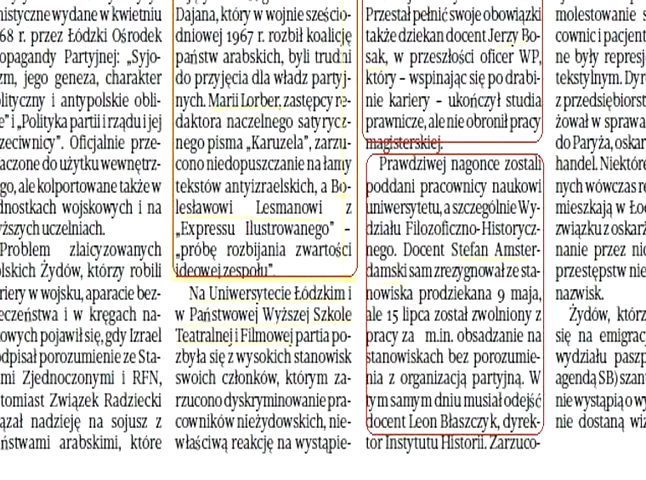 nistyczne wydane w kwietniu
68 r. przez Łódzki Ośrodek
opagandy Partyjnej: „Syjo-
zm, jego geneza, charakter
lityczny i antypolskie obli-
e” i „Polityka partii i rządu i jej
zeciwnicy”. Oficjalnie prze-
aczone do użytku wewnętrz-
go, ale kolportowane także w
dnostkach wojskowych i na
yższych uczelniach.
Problem zlaicyzowanych
olskich Żydów, którzy robili
riery w wojsku, aparacie bez-
eczeństwa i w kręgach na-
kowych pojawił się, gdy Izrael
odpisał porozumienie ze Sta-
mi Zjednoczonymi i RFN,
tomiast Związek Radziecki
ązał nadzieję na sojusz z
ństwami arabskimi, które
Dajana, który w wojnie sześcio-
dniowej 1967 r. rozbił koalicję
państw arabskich, byli trudni
do przyjęcia dla władz partyj-
nych. Marii Lorber, zastępcy re-
daktora naczelnego satyrycz-
nego pisma „Karuzela”, zarzu-
cono niedopuszczanie na łamy
tekstów antyizraelskich, a Bo-
lesławowi Lesmanowi z
„Expressu Ilustrowanego” –
„próbę rozbijania zwartości
ideowej zespołu”.
Na Uniwersytecie Łódzkim i
w Państwowej Wyższej Szkole
Teatralnej i Filmowej partia po-
zbyła się z wysokich stanowisk
swoich członków, którym za-
rzucono dyskryminowanie pra-
cowników nieżydowskich, nie-
właściwą reakcję na wystąpie-
Przestał pełnić swoje obowiązki
także dziekan docent Jerzy Bo-
sak, w przeszłości oficer WP,
który – wspinając się po drabi-
nie kariery – ukończył studia
prawnicze, ale nie obronił pracy
magisterskiej.
Prawdziwej nagonce zostali
poddani pracownicy naukowi
uniwersytetu, a szczególnie Wy-
działu Filozoficzno-Historycz-
nego. Docent Stefan Amster-
damski sam zrezygnował ze sta-
nowiska prodziekana 9 maja,
ale 15 lipca został zwolniony z
pracy za m.in. obsadzanie na
stanowiskach bez porozumie-
nia z organizacją partyjną. W
tym samym dniu musiał odejść
docent Leon Błaszczyk, dyrek-
tor Instytutu Historii. Zarzuco-
molestowanie s
cownic i pacjent
ne były represj
tekstylnym. Dyr
z przedsiębiorst
żował w sprawa
do Paryża, oskar
handel. Niektóre
nych wówczas re
mieszkają w Łod
związku z oskarż
nanie przez nic
przestępstw nie
nazwisk.
Żydów, którz
się na emigrac
wydziału paszp
agendą SB) szant
nie wystąpią o wy
nie dostaną wiz